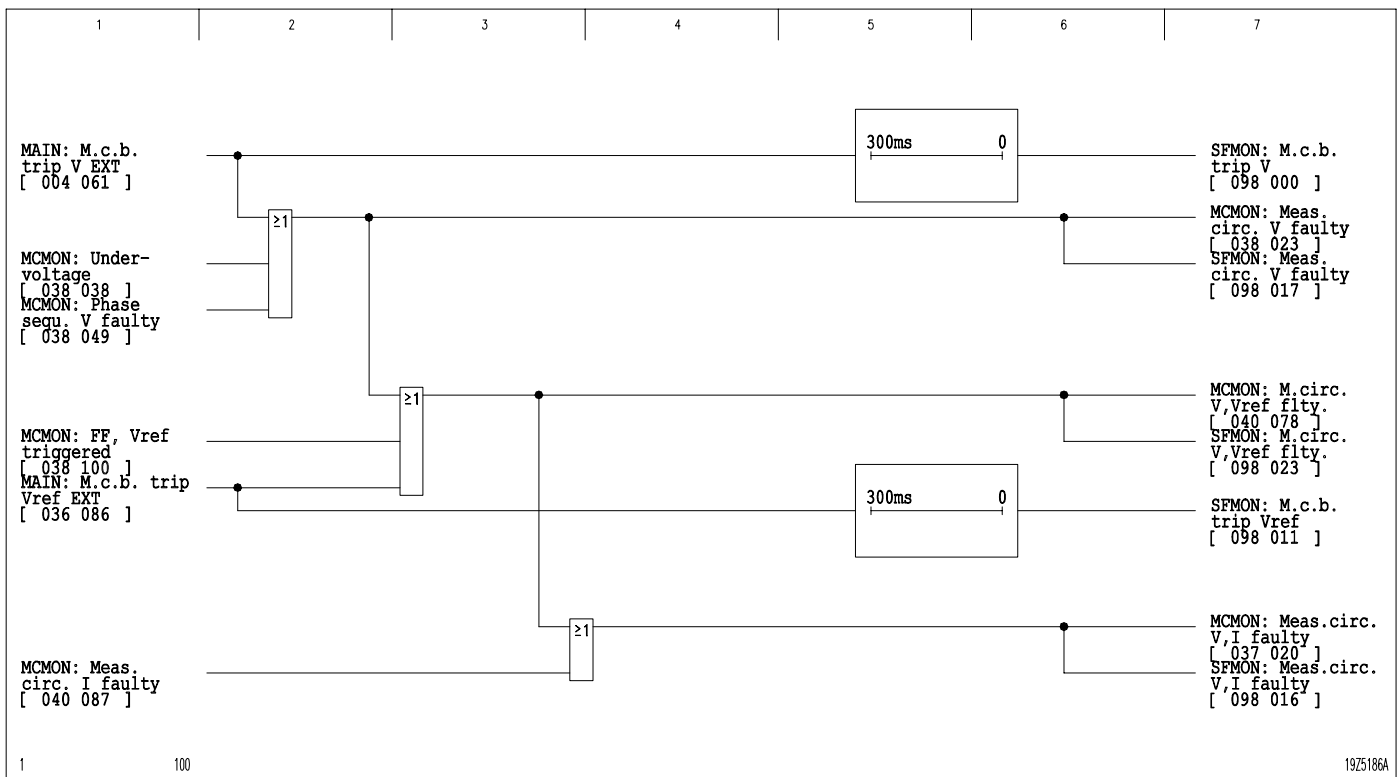 1 2 3 4 5 6 7
MAIN: M.c.b.
trip V EXT
[ 004 061 ]
300ms 0
SFMON: M.c.b.
trip V
[ 098 000 ]
≥1
MCMON: Meas.
circ. V faulty
[ 038 023 ]
MCMON: Under-
voltage
[ 038 038 ]
SFMON: Meas.
circ. V faulty
[ 098 017 ]
MCMON: Phase
sequ. V faulty
[ 038 049 ]
≥1
MCMON: M.circ.
V,Vref flty.
[ 040 078 ]
MCMON: FF, Vref
triggered
[ 038 100 ]
SFMON: M.circ.
V,Vref flty.
[ 098 023 ]
MAIN: M.c.b. trip
Vref EXT
[ 036 086 ]
300ms 0
SFMON: M.c.b.
trip Vref
[ 098 011 ]
≥1
MCMON: Meas.circ.
V,I faulty
[ 037 020 ]
MCMON: Meas.
circ. I faulty
[ 040 087 ]
SFMON: Meas.circ.
V,I faulty
[ 098 016 ]
1 100 19Z5186A